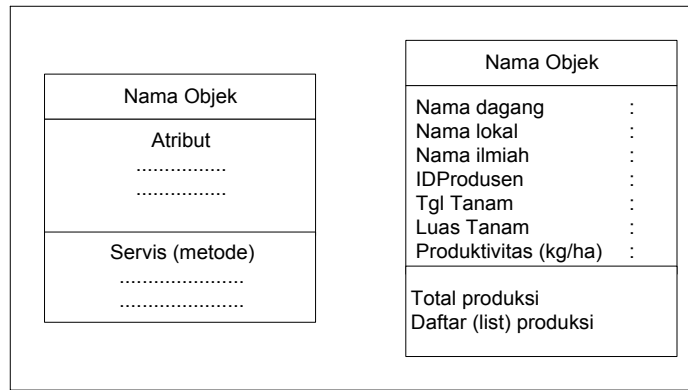 Nama Objek
Atribut
................
................
Servis (metode)
......................
......................
Nama Objek
Nama dagang :
Nama lokal :
Nama ilmiah :
IDProdusen :
Tgl Tanam :
Luas Tanam :
Produktivitas (kg/ha) :
Total produksi
Daftar (list) produksi